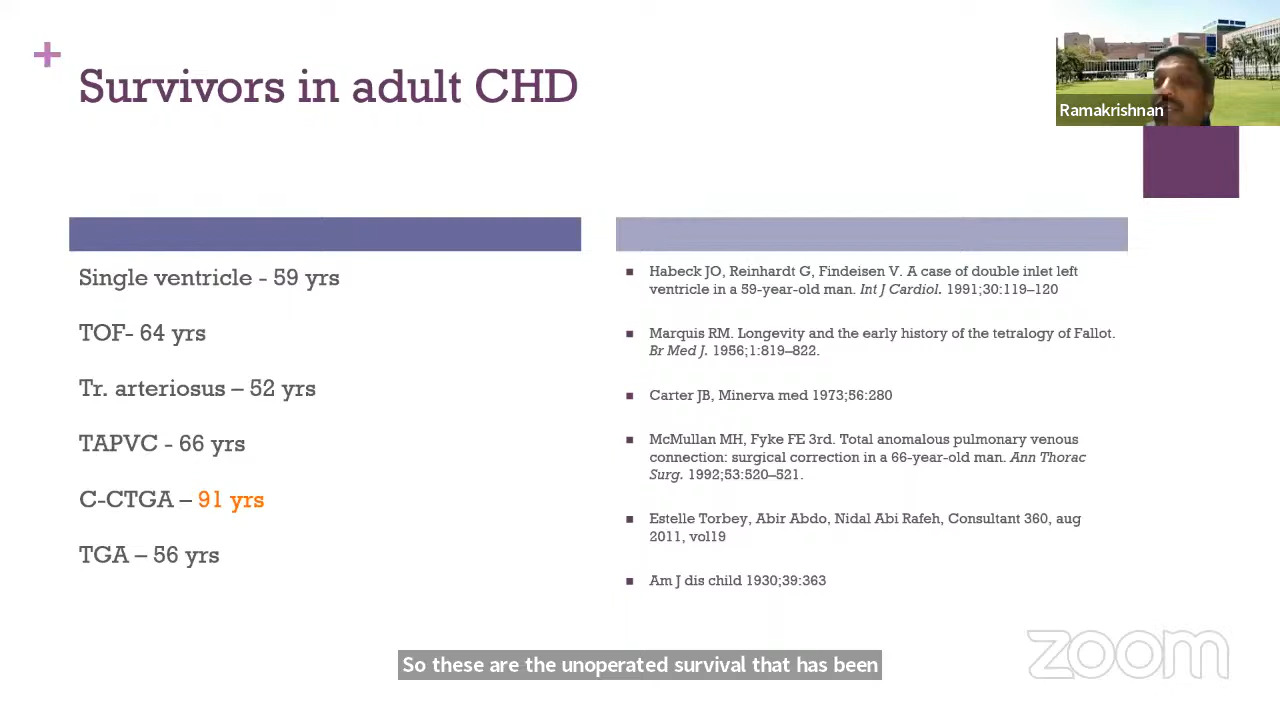 +
Survivors in adult CHD
Ramakrishnan
Single ventricle - 59 yrs
TOF- 64 yrs
Tr. arteriosus – 52 yrs
TAPVC - 66 yrs
C-CTGA – 91 yrs
TGA – 56 yrs
Habeck JO, Reinhardt G, Findeisen V. A case of double inlet left
ventricle in a 59-year-old man. Int J Cardiol. 1991;30:119–120
Marquis RM. Longevity and the early history of the tetralogy of Fallot.
Br Med J. 1956;1:819–822.
Carter JB, Minerva med 1973;56:280
McMullan MH, Fyke FE 3rd. Total anomalous pulmonary venous
connection: surgical correction in a 66-year-old man. Ann Thorac
Surg. 1992;53:520–521.
Estelle Torbey, Abir Abdo, Nidal Abi Rafeh, Consultant 360, aug
2011, vol19
Am J dis child 1930;39:363
So these are the unoperated survival that has been
zoom